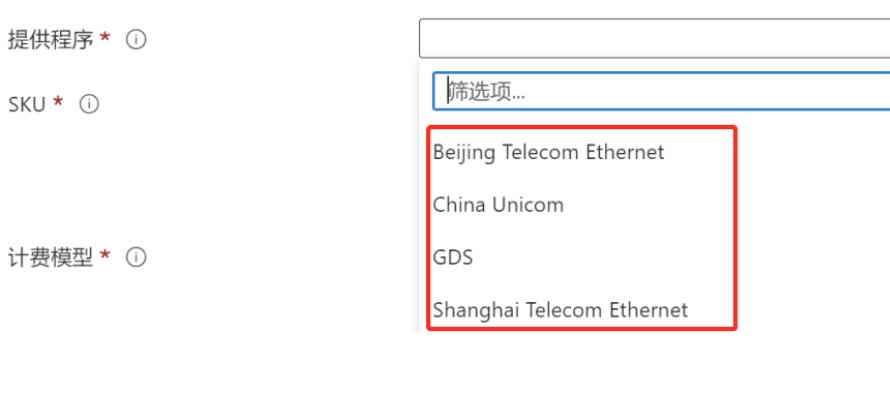 提供程序 *
筛选项...
SKU *
Beijing Telecom Ethernet
China Unicom
计费模型 *
GDS
Shanghai Telecom Ethernet